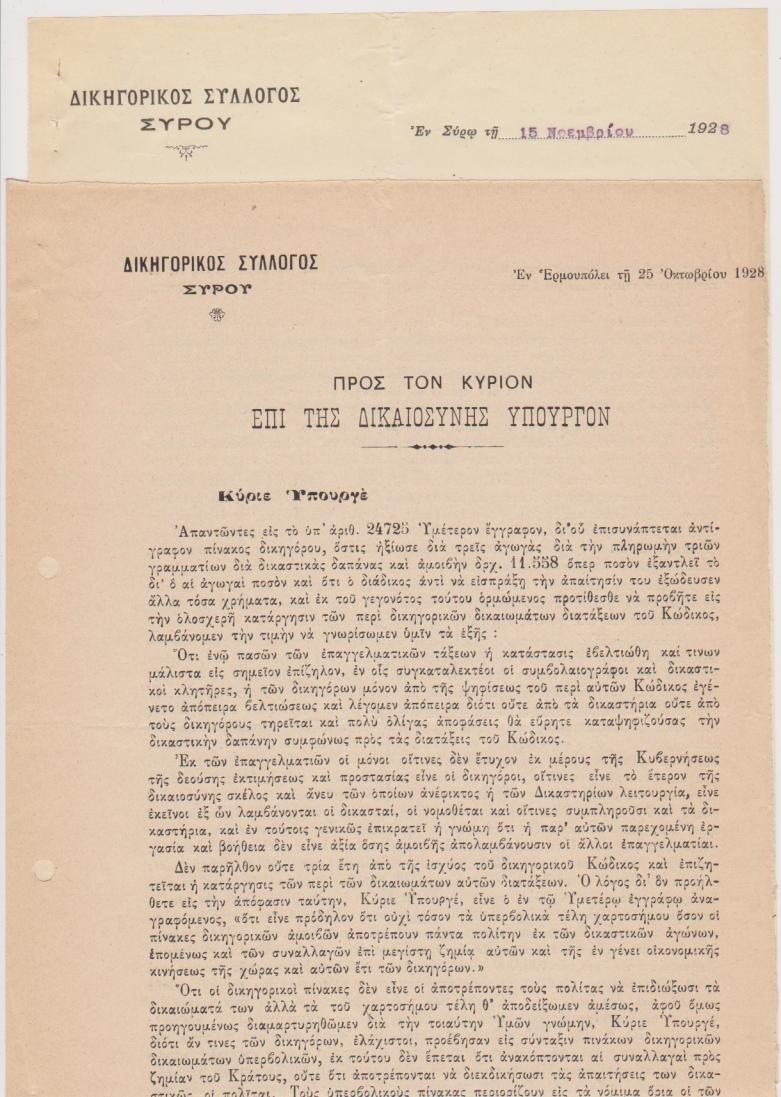 ΔΙΚΗΓΟΡΙΚΟΣ ΣΥΛΛΟΓΟΣ
ΣΥΡΟΥ
Ἐν Σύρῳ τῇ 15 Νοεμβρίου 1928
ΔΙΚΗΓΟΡΙΚΟΣ ΣΥΛΛΟΓΟΣ
ΣΥΡΟΥ
Ἐν Ἑρμουπόλει τῇ 25 Ὀκτωβρίου 1928
ΠΡΟΣ ΤΟΝ ΚΥΡΙΟΝ
ΕΠΙ ΤΗΣ ΔΙΚΑΙΟΣΥΝΗΣ ΥΠΟΥΡΓΟΝ
Κύριε Ὑπουργὲ
Ἀπαντῶντες εἰς τὸ ὑπ' ἀριθ. 24725 Ὑμέτερον ἔγγραφον, δι' οὗ ἐπισυνάπτεται ἀντί-
γραφον πίνακος δικηγόρου, ὅστις ἠξίωσε διὰ τρεῖς ἀγωγὰς διὰ τὴν πληρωμὴν τριῶν
γραμματίων διὰ δικαστικὰς δαπάνας καὶ ἀμοιβὴν δρχ. 11.558 ὅπερ ποσὸν ἐξαντλεῖ τὸ
δι' ὃ αἱ ἀγωγαὶ ποσὸν καὶ ὅτι ὁ διάδικος ἀντὶ νὰ εἰσπράξῃ τὴν ἀπαίτησίν του ἐξώδευσεν
ἄλλα τόσα χρήματα, καὶ ἐκ τοῦ γεγονότος τούτου ὁρμώμενος προτίθεσθε νὰ προβῆτε εἰς
τὴν ὁλοσχερῆ κατάργησιν τῶν περὶ δικηγορικῶν δικαιωμάτων διατάξεων τοῦ Κώδικος,
λαμβάνομεν τὴν τιμὴν νὰ γνωρίσωμεν ὑμῖν τὰ ἑξῆς :
Ὅτι ἐνῷ πασῶν τῶν ἐπαγγελματικῶν τάξεων ἡ κατάστασις ἐβελτιώθη καί τινων
μάλιστα εἰς σημεῖον ἐπίζηλον, ἐν οἷς συγκαταλεκτέοι οἱ συμβολαιογράφοι καὶ δικαστι-
κοὶ κλητῆρες, ἡ τῶν δικηγόρων μόνον ἀπὸ τῆς ψηφίσεως τοῦ περὶ αὐτῶν Κώδικος ἐγέ-
νετο ἀπόπειρα βελτιώσεως καὶ λέγομεν ἀπόπειρα διότι οὔτε ἀπὸ τὰ δικαστήρια οὔτε ἀπὸ
τοὺς δικηγόρους τηρεῖται καὶ πολὺ ὀλίγας ἀποφάσεις θὰ εὕρητε καταψηφιζούσας τὴν
δικαστικὴν δαπάνην συμφώνως πρὸς τὰς διατάξεις τοῦ Κώδικος.
Ἐκ τῶν ἐπαγγελματιῶν οἱ μόνοι οἵτινες δὲν ἔτυχον ἐκ μέρους τῆς Κυβερνήσεως
τῆς δεούσης ἐκτιμήσεως καὶ προστασίας εἶνε οἱ δικηγόροι, οἵτινες εἶνε τὸ ἕτερον τῆς
δικαιοσύνης σκέλος καὶ ἄνευ τῶν ὁποίων ἀνέφικτος ἡ τῶν Δικαστηρίων λειτουργία, εἶνε
ἐκεῖνοι ἐξ ὧν λαμβάνονται οἱ δικασταί, οἱ νομοθέται καὶ οἵτινες συμπληροῦσι καὶ τὰ δι-
καστήρια, καὶ ἐν τούτοις γενικῶς ἐπικρατεῖ ἡ γνώμη ὅτι ἡ παρ' αὐτῶν παρεχομένη ἐρ-
γασία καὶ βοήθεια δὲν εἶνε ἀξία ὅσης ἀμοιβῆς ἀπολαμβάνουσιν οἱ ἄλλοι ἐπαγγελματίαι.
Δὲν παρῆλθον οὔτε τρία ἔτη ἀπὸ τῆς ἰσχύος τοῦ δικηγορικοῦ Κώδικος καὶ ἐπιζη-
τεῖται ἡ κατάργησις τῶν περὶ τῶν δικαιωμάτων αὐτῶν διατάξεων. Ὁ λόγος δι' ὃν προήλ-
θετε εἰς τὴν ἀπόφασιν ταύτην, Κύριε Ὑπουργέ, εἶνε ὁ ἐν τῷ Ὑμετέρῳ ἐγγράφῳ ἀνα-
γραφόμενος, «ὅτι εἶνε πρόδηλον ὅτι οὐχὶ τόσον τὰ ὑπερβολικὰ τέλη χαρτοσήμου ὅσον οἱ
πίνακες δικηγορικῶν ἀμοιβῶν ἀποτρέπουν πάντα πολίτην ἐκ τῶν δικαστικῶν ἀγώνων,
ἑπομένως καὶ τῶν συναλλαγῶν ἐπὶ μεγίστῃ ζημίᾳ αὐτῶν καὶ τῆς ἐν γένει οἰκονομικῆς
κινήσεως τῆς χώρας καὶ αὐτῶν ἔτι τῶν δικηγόρων.»
Ὅτι οἱ δικηγορικοὶ πίνακες δὲν εἶνε οἱ ἀποτρέποντες τοὺς πολίτας νὰ ἐπιδιώξωσι τὰ
δικαιώματά των ἀλλὰ τὰ τοῦ χαρτοσήμου τέλη θ' ἀποδείξωμεν ἀμέσως, ἀφοῦ ὅμως
προηγουμένως διαμαρτυρηθῶμεν διὰ τὴν τοιαύτην Ὑμῶν γνώμην, Κύριε Ὑπουργέ,
διότι ἄν τινες τῶν δικηγόρων, ἐλάχιστοι, προέβησαν εἰς σύνταξιν πινάκων δικηγορικῶν
δικαιωμάτων ὑπερβολικῶν, ἐκ τούτου δὲν ἕπεται ὅτι ἀνακόπτονται αἱ συναλλαγαὶ πρὸς
ζημίαν τοῦ Κράτους, οὔτε ὅτι ἀποτρέπονται νὰ διεκδικήσωσι τὰς ἀπαιτήσεις των δικα-
στικῶς οἱ πολῖται. Τοὺς ὑπερβολικοὺς πίνακας περιορίζουν εἰς τὰ νόμιμα ὅρια οἱ τῶν